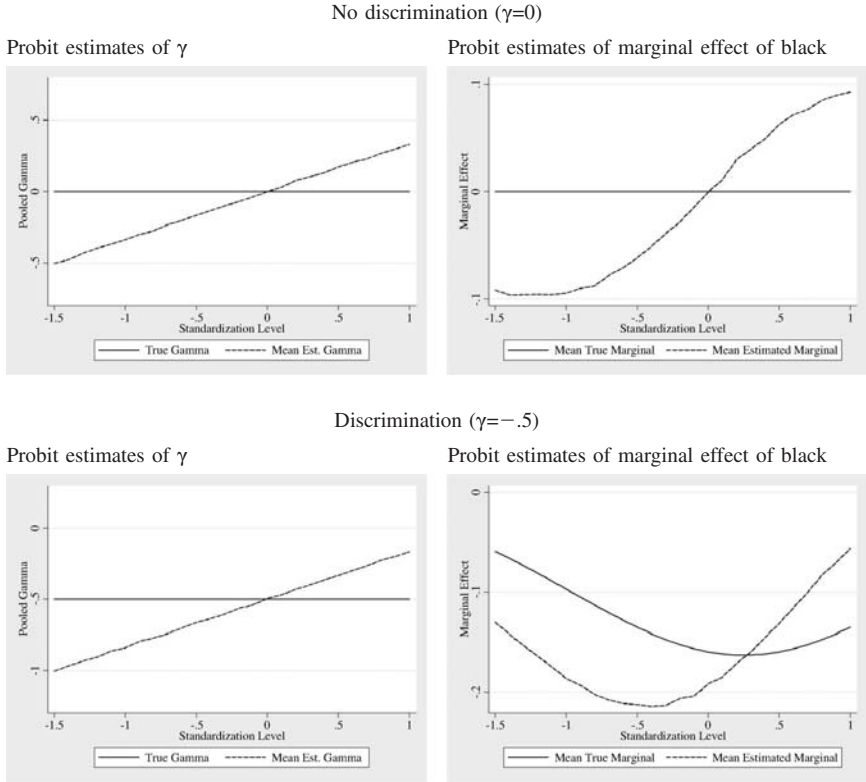 No discrimination (γ=0)
Probit estimates of γ
Probit estimates of marginal effect of black
Pooled Gamma
.5
0
-.5
-1.5 -1 -.5 0 .5 1
Standardization Level
True Gamma Mean Est. Gamma
Marginal Effect
.1
0
-.1
-1.5 -1 -.5 0 .5 1
Standardization Level
Mean True Marginal Mean Estimated Marginal
Discrimination (γ=−.5)
Probit estimates of γ
Probit estimates of marginal effect of black
Pooled Gamma
0
-.5
-1
-1.5 -1 -.5 0 .5 1
Standardization Level
True Gamma Mean Est. Gamma
Marginal Effect
0
-.1
-.2
-1.5 -1 -.5 0 .5 1
Standardization Level
Mean True Marginal Mean Estimated Marginal